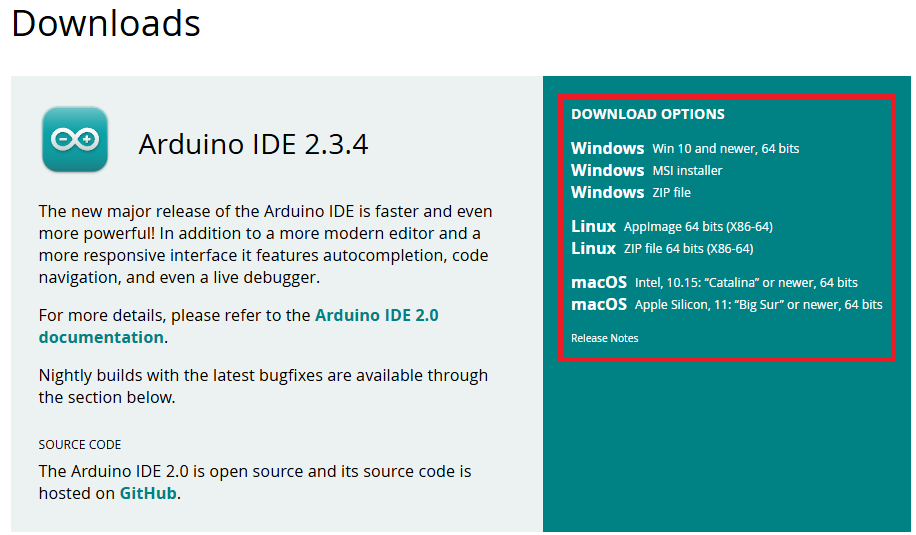 Downloads
Arduino IDE 2.3.4
The new major release of the Arduino IDE is faster and even
more powerful! In addition to a more modern editor and a
more responsive interface it features autocompletion, code
navigation, and even a live debugger.
For more details, please refer to the Arduino IDE 2.0
documentation.
Nightly builds with the latest bugfixes are available through
the section below.
SOURCE CODE
The Arduino IDE 2.0 is open source and its source code is
hosted on GitHub.
DOWNLOAD OPTIONS
Windows Win 10 and newer, 64 bits
Windows MSI installer
Windows ZIP file
Linux AppImage 64 bits (X86-64)
Linux ZIP file 64 bits (X86-64)
macOS Intel, 10.15: “Catalina” or newer, 64 bits
macOS Apple Silicon, 11: “Big Sur” or newer, 64 bits
Release Notes